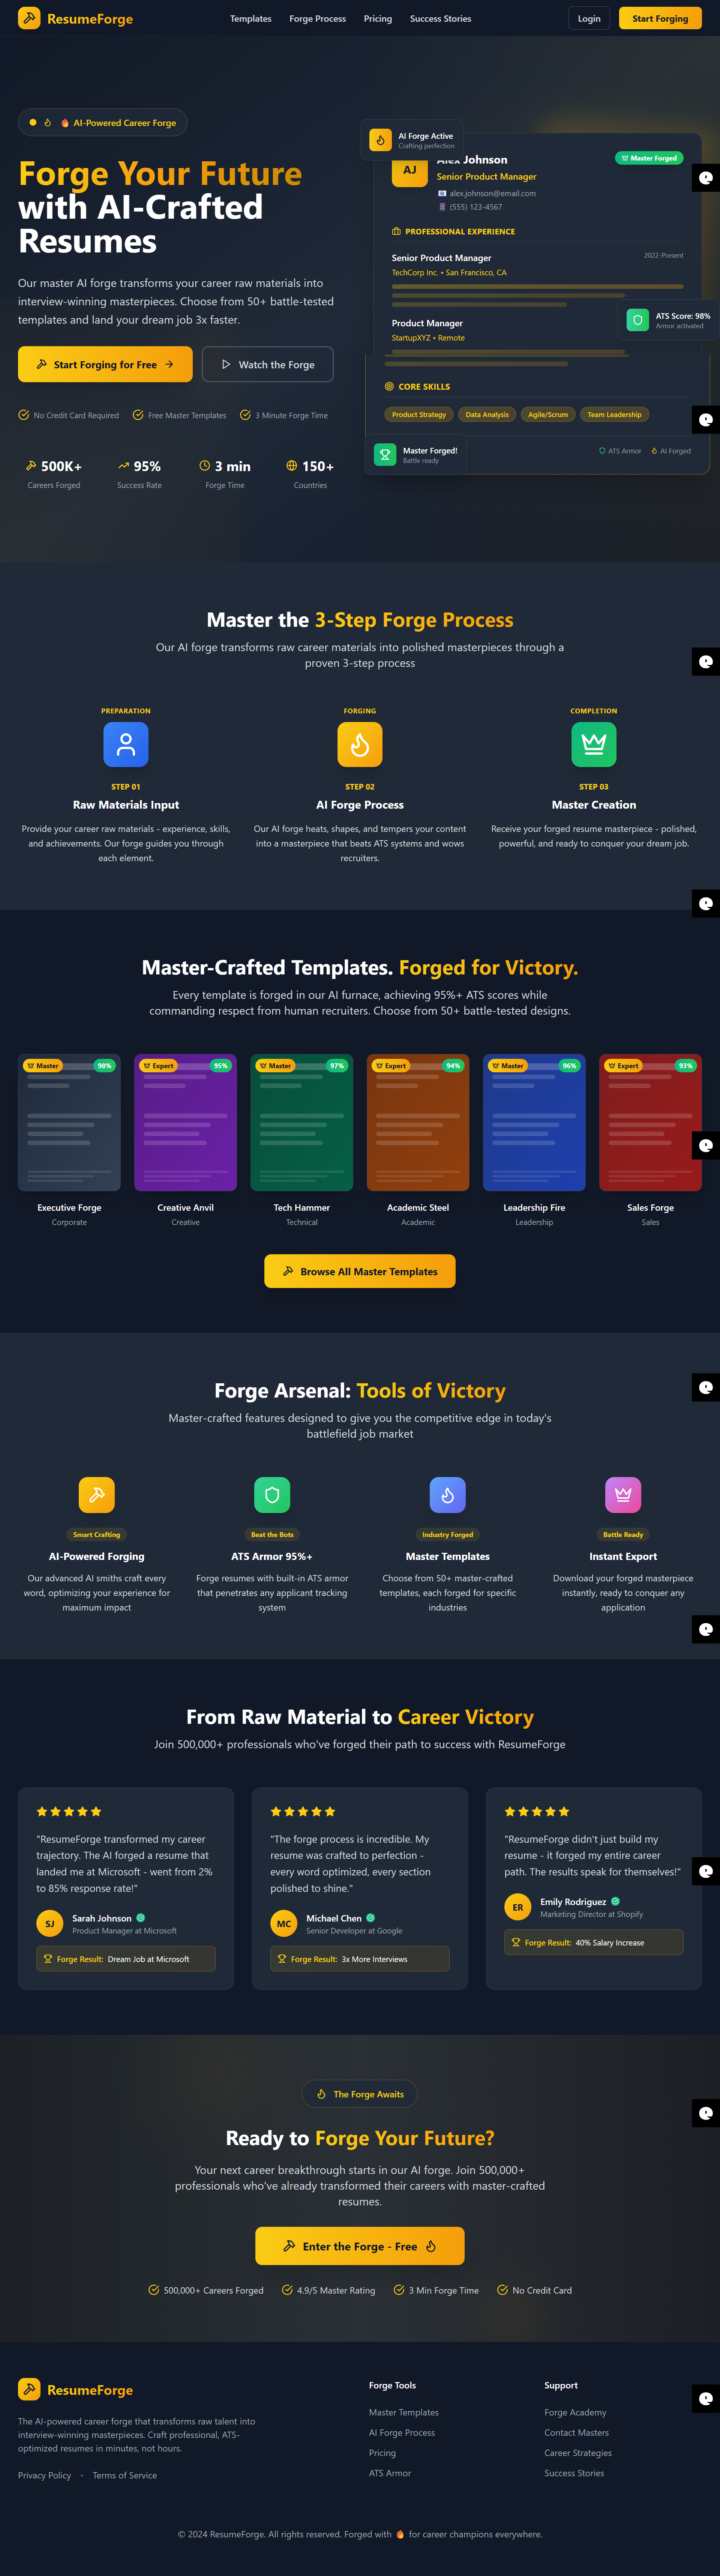 ResumeForge
Templates
Forge Process
Pricing
Success Stories
Login
Start Forging
🔥 AI-Powered Career Forge
Forge Your Future
with AI-Crafted
Resumes
Our master AI forge transforms your career raw materials into
interview-winning masterpieces. Choose from 50+ battle-tested
templates and land your dream job 3x faster.
Start Forging for Free
Watch the Forge
No Credit Card Required
Free Master Templates
3 Minute Forge Time
500K+
Careers Forged
95%
Success Rate
3 min
Forge Time
150+
Countries
AI Forge Active
Crafting perfection
AJ
Alex Johnson
Master Forged
Senior Product Manager
📧 alex.johnson@email.com
📱 (555) 123-4567
PROFESSIONAL EXPERIENCE
Senior Product Manager
2022-Present
TechCorp Inc. • San Francisco, CA
ATS Score: 98%
Armor activated
Product Manager
StartupXYZ • Remote
CORE SKILLS
Product Strategy
Data Analysis
Agile/Scrum
Team Leadership
Master Forged!
Battle ready
ATS Armor
AI Forged
Master the 3-Step Forge Process
Our AI forge transforms raw career materials into polished masterpieces through a
proven 3-step process
PREPARATION
STEP 01
Raw Materials Input
Provide your career raw materials - experience, skills,
and achievements. Our forge guides you through
each element.
FORGING
STEP 02
AI Forge Process
Our AI forge heats, shapes, and tempers your content
into a masterpiece that beats ATS systems and wows
recruiters.
COMPLETION
STEP 03
Master Creation
Receive your forged resume masterpiece - polished,
powerful, and ready to conquer your dream job.
Master-Crafted Templates. Forged for Victory.
Every template is forged in our AI furnace, achieving 95%+ ATS scores while
commanding respect from human recruiters. Choose from 50+ battle-tested designs.
Master
98%
Executive Forge
Corporate
Expert
95%
Creative Anvil
Creative
Master
97%
Tech Hammer
Technical
Expert
94%
Academic Steel
Academic
Master
96%
Leadership Fire
Leadership
Expert
93%
Sales Forge
Sales
Browse All Master Templates
Forge Arsenal: Tools of Victory
Master-crafted features designed to give you the competitive edge in today's
battlefield job market
Smart Crafting
AI-Powered Forging
Our advanced AI smiths craft every
word, optimizing your experience for
maximum impact
Beat the Bots
ATS Armor 95%+
Forge resumes with built-in ATS armor
that penetrates any applicant tracking
system
Industry Forged
Master Templates
Choose from 50+ master-crafted
templates, each forged for specific
industries
Battle Ready
Instant Export
Download your forged masterpiece
instantly, ready to conquer any
application
From Raw Material to Career Victory
Join 500,000+ professionals who've forged their path to success with ResumeForge
"ResumeForge transformed my career
trajectory. The AI forged a resume that
landed me at Microsoft - went from 2%
to 85% response rate!"
SJ
Sarah Johnson
Product Manager at Microsoft
Forge Result: Dream Job at Microsoft
"The forge process is incredible. My
resume was crafted to perfection -
every word optimized, every section
polished to shine."
MC
Michael Chen
Senior Developer at Google
Forge Result: 3x More Interviews
"ResumeForge didn't just build my
resume - it forged my entire career
path. The results speak for themselves!"
ER
Emily Rodriguez
Marketing Director at Shopify
Forge Result: 40% Salary Increase
The Forge Awaits
Ready to Forge Your Future?
Your next career breakthrough starts in our AI forge. Join 500,000+
professionals who've already transformed their careers with master-crafted
resumes.
Enter the Forge - Free
500,000+ Careers Forged
4.9/5 Master Rating
3 Min Forge Time
No Credit Card
ResumeForge
The AI-powered career forge that transforms raw talent into
interview-winning masterpieces. Craft professional, ATS-
optimized resumes in minutes, not hours.
Privacy Policy • Terms of Service
Forge Tools
Master Templates
AI Forge Process
Pricing
ATS Armor
Support
Forge Academy
Contact Masters
Career Strategies
Success Stories
© 2024 ResumeForge. All rights reserved. Forged with 🔥 for career champions everywhere.